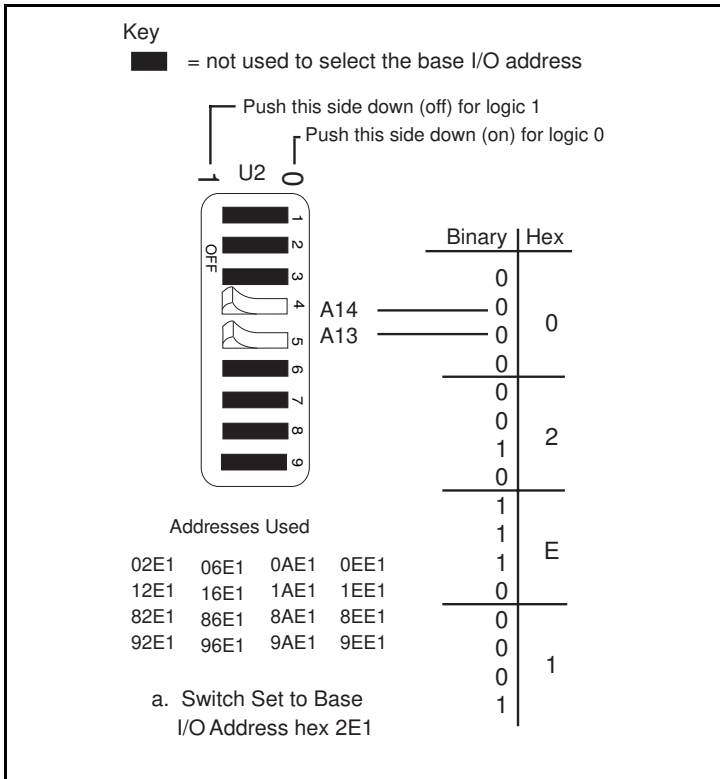 Key
= not used to select the base I/O address
Push this side down (off) for logic 1
Push this side down (on) for logic 0
1 U2 0
OFF
1
2
3
4
5
6
7
8
9
A14
A13
Binary Hex
0
0
0
0
0
0
0
1
0
2
1
1
1
0
E
0
0
0
1
1
Addresses Used
02E1 06E1 0AE1 0EE1
12E1 16E1 1AE1 1EE1
82E1 86E1 8AE1 8EE1
92E1 96E1 9AE1 9EE1
a. Switch Set to Base
I/O Address hex 2E1